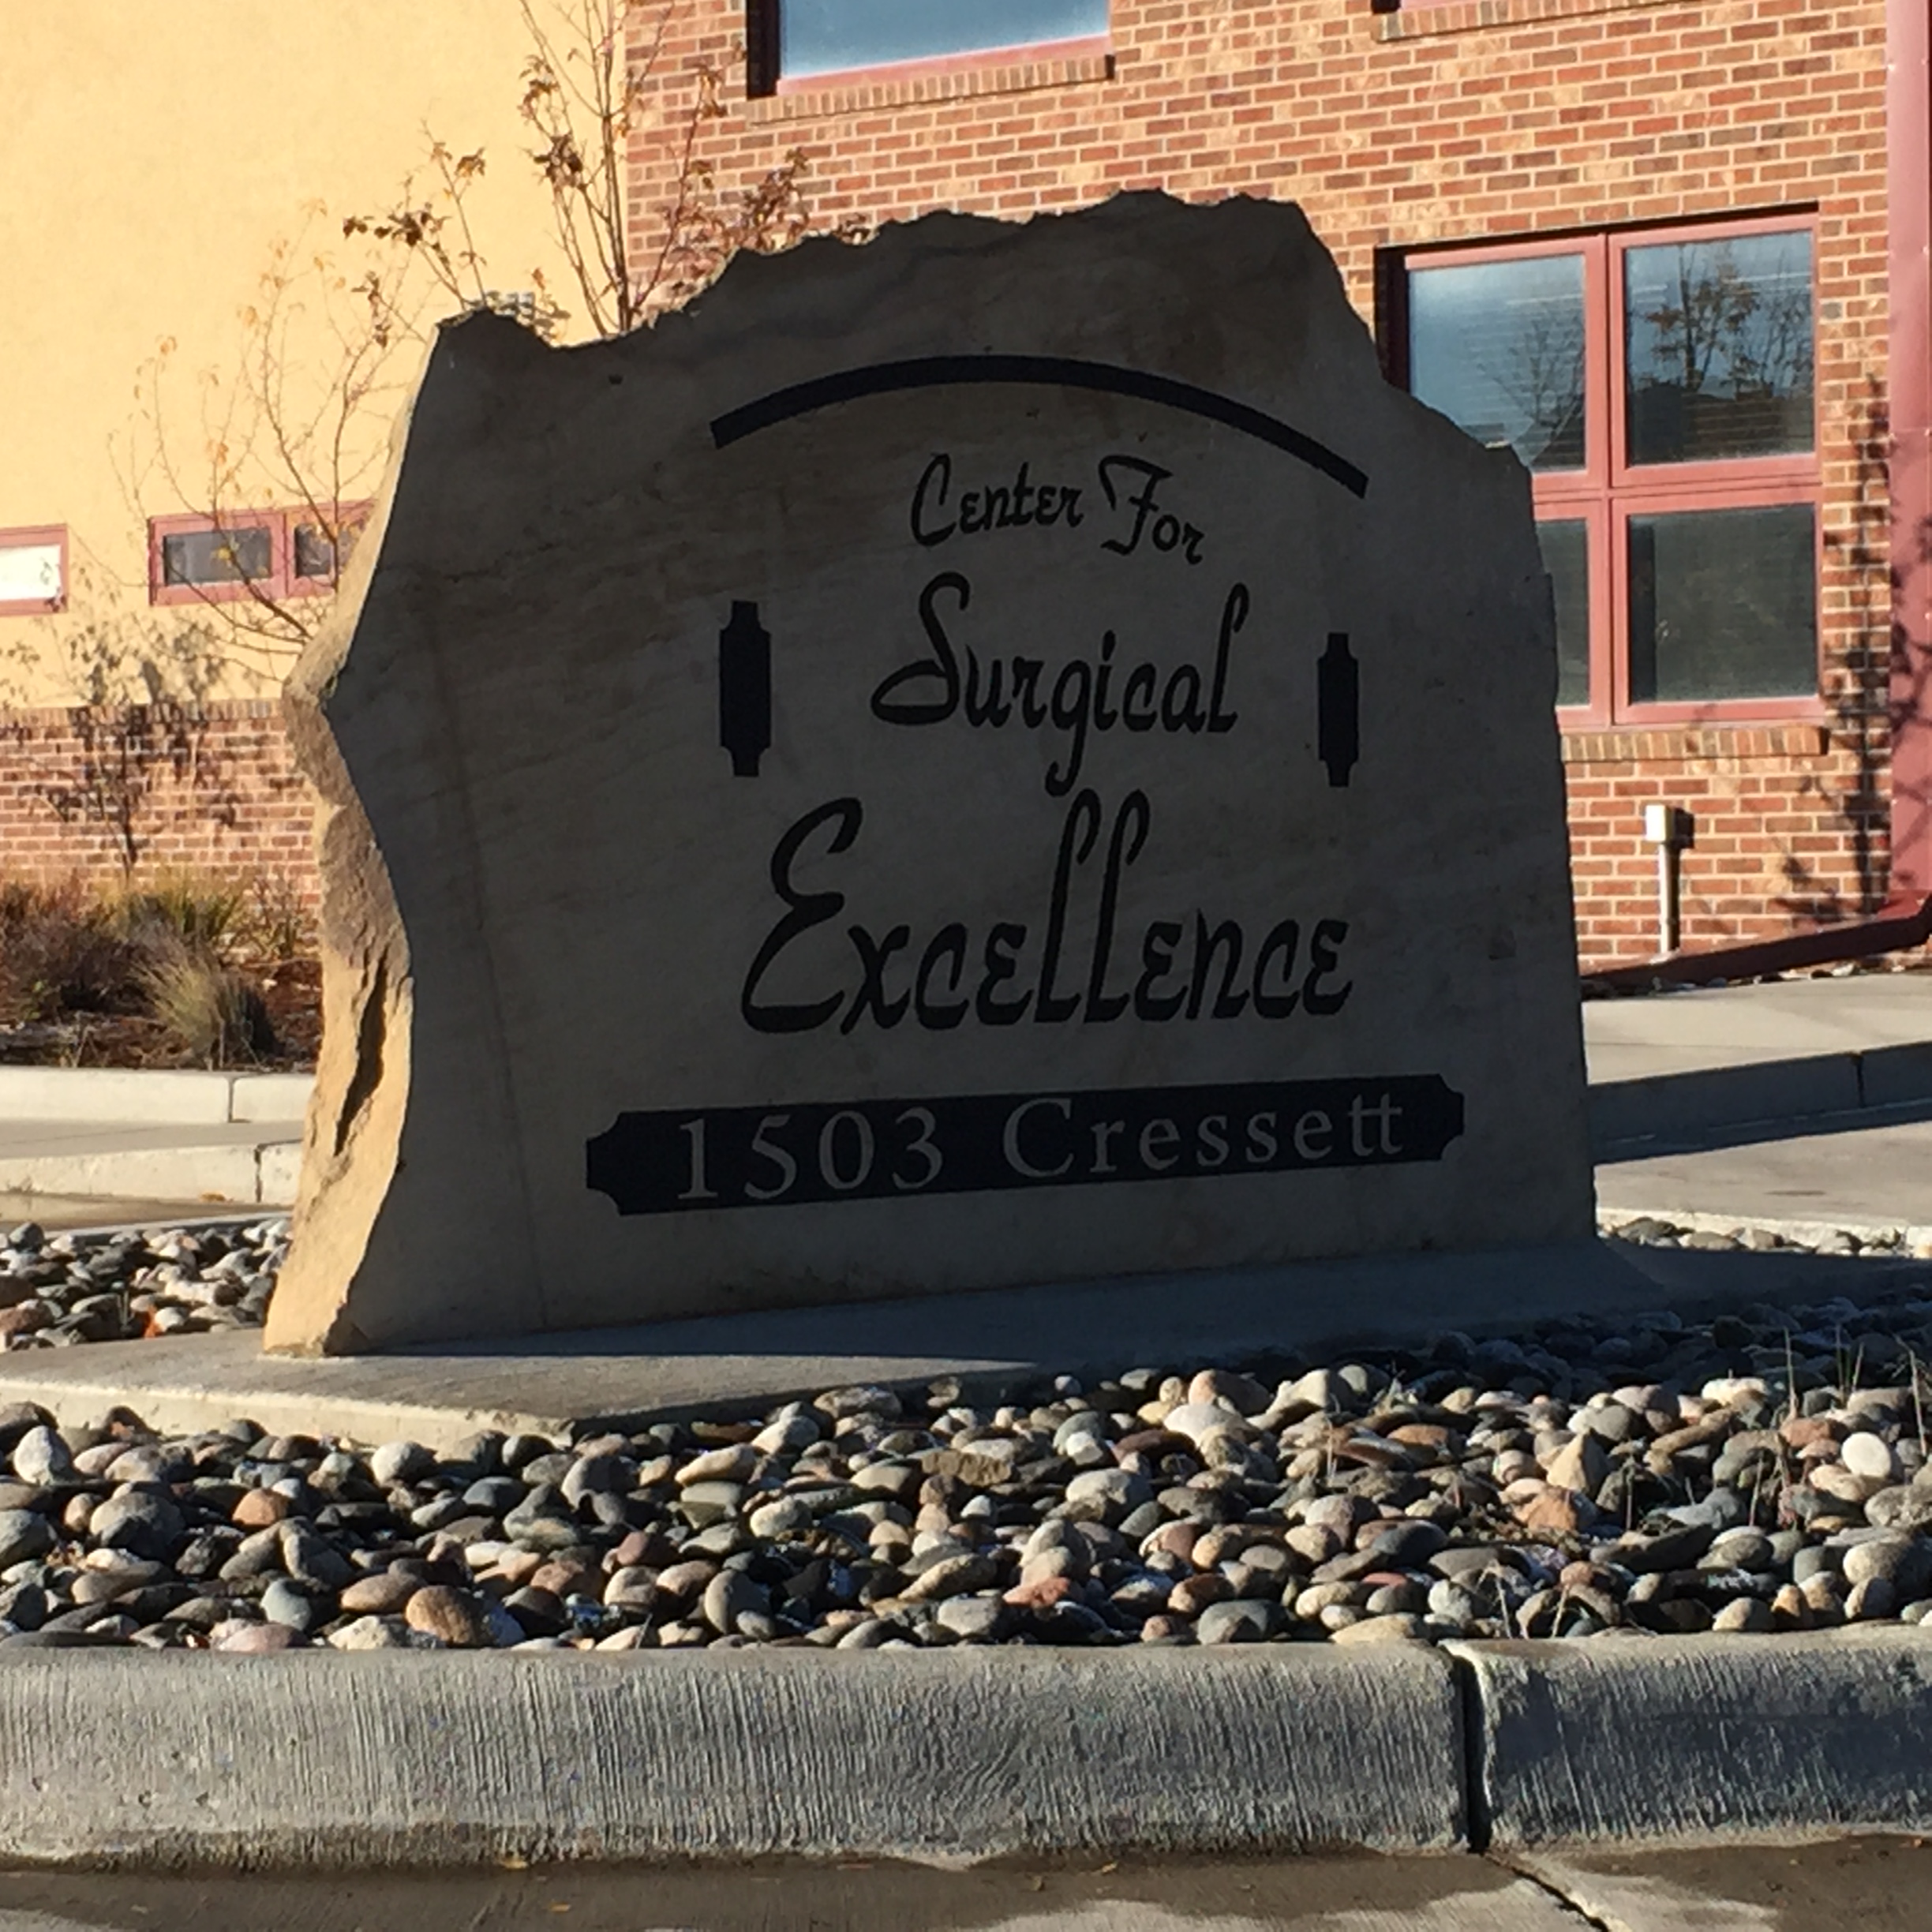 Center For
Surgical
Excellence
1503 Cressett